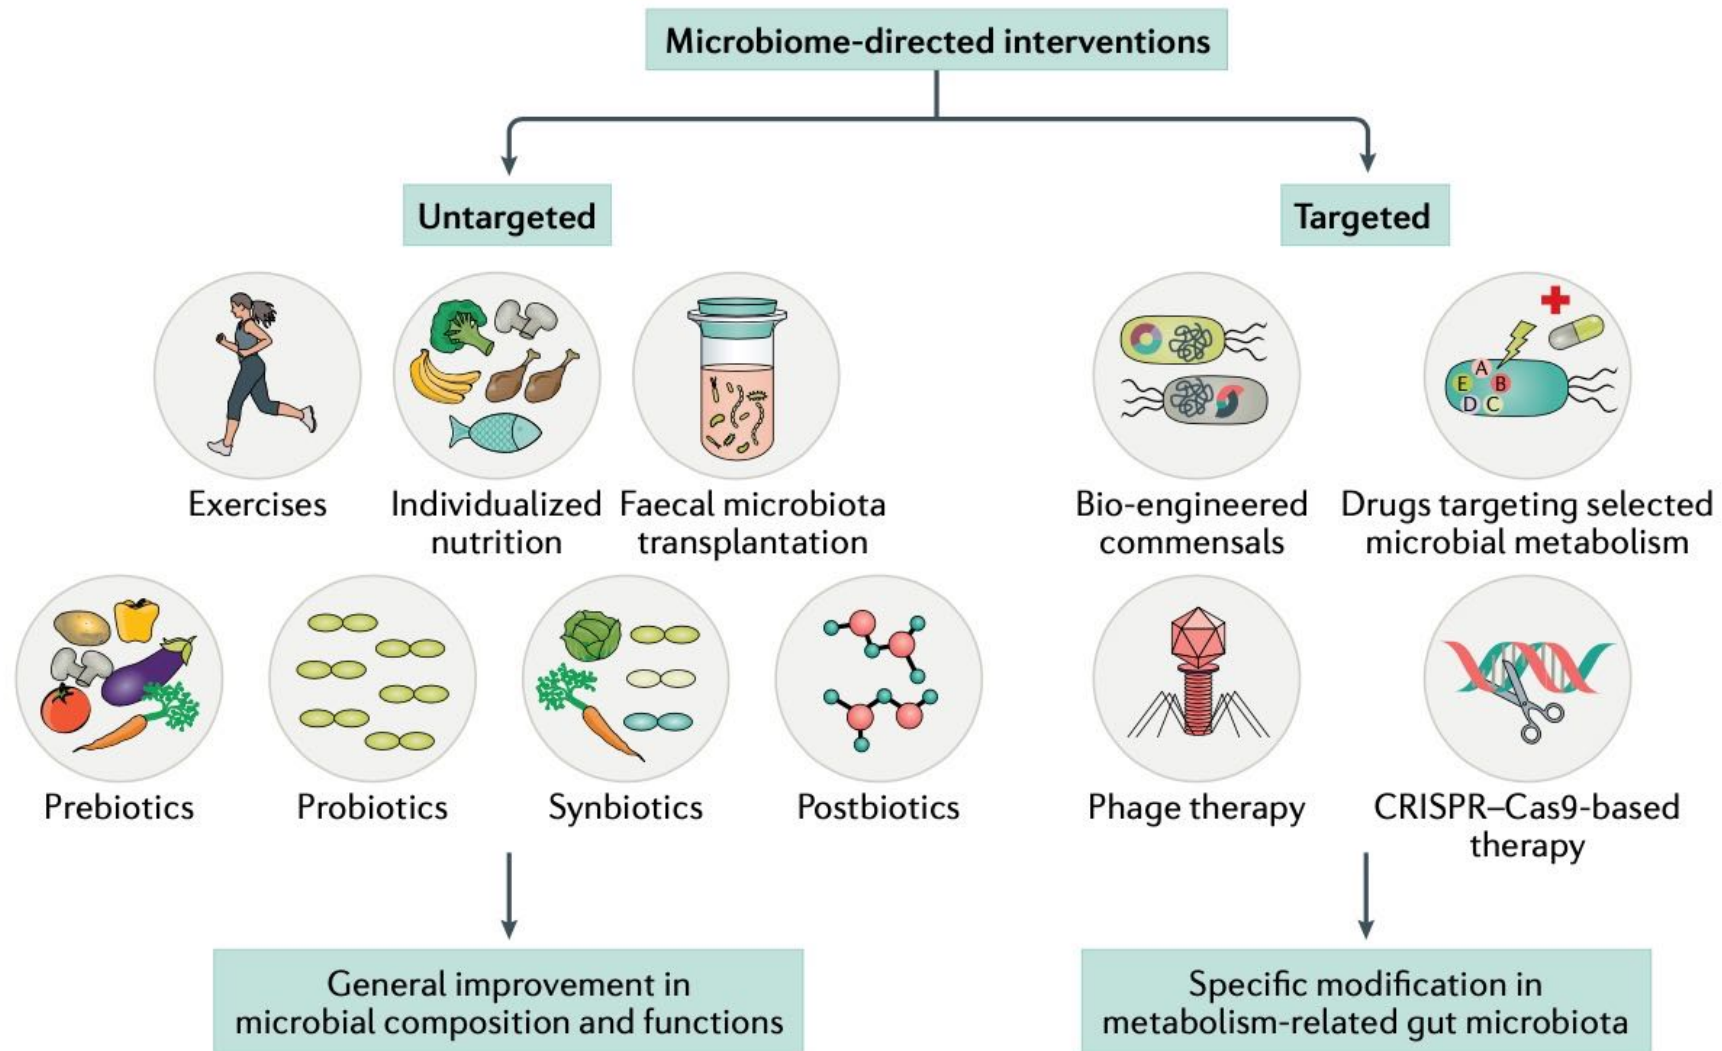 Microbiome-directed interventions
Untargeted
Targeted
E
A
B
D
C
Exercises
Individualized
nutrition
Faecal microbiota
transplantation
Bio-engineered
commensals
Drugs targeting selected
microbial metabolism
Prebiotics
Probiotics
Synbiotics
Postbiotics
Phage therapy
CRISPR–Cas9-based
therapy
General improvement in
microbial composition and functions
Specific modification in
metabolism-related gut microbiota